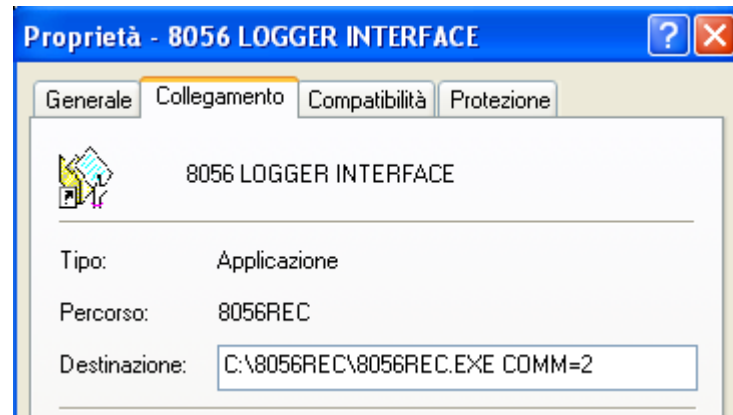 Proprietà - 8056 LOGGER INTERFACE
Generale Collegamento Compatibilità Protezione
8056 LOGGER INTERFACE
Tipo: Applicazione
Percorso: 8056REC
Destinazione: C:\8056REC\8056REC.EXE COMM=2